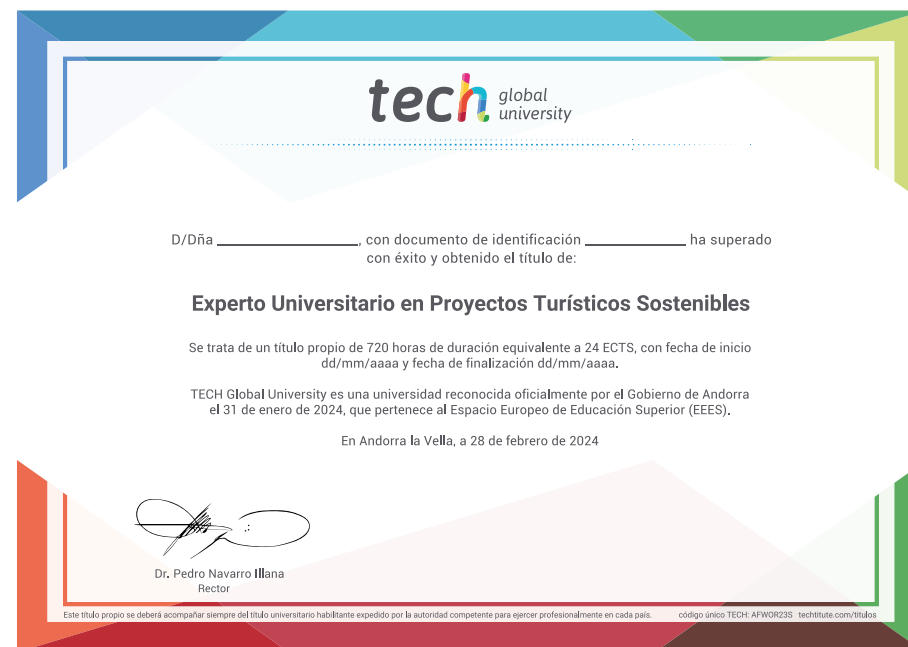 tech global university
D/Dña ______________, con documento de identificación __________ ha superado
con éxito y obtenido el título de:
Experto Universitario en Proyectos Turísticos Sostenibles
Se trata de un título propio de 720 horas de duración equivalente a 24 ECTS, con fecha de inicio
dd/mm/aaaa y fecha de finalización dd/mm/aaaa.
TECH Global University es una universidad reconocida oficialmente por el Gobierno de Andorra
el 31 de enero de 2024, que pertenece al Espacio Europeo de Educación Superior (EEES).
En Andorra la Vella, a 28 de febrero de 2024
Dr. Pedro Navarro Illana
Rector
Este título propio se deberá acompañar siempre del título universitario habilitante expedido por la autoridad competente para ejercer profesionalmente en cada país. código único TECH: AFWOR23S techtitute.com/titulos